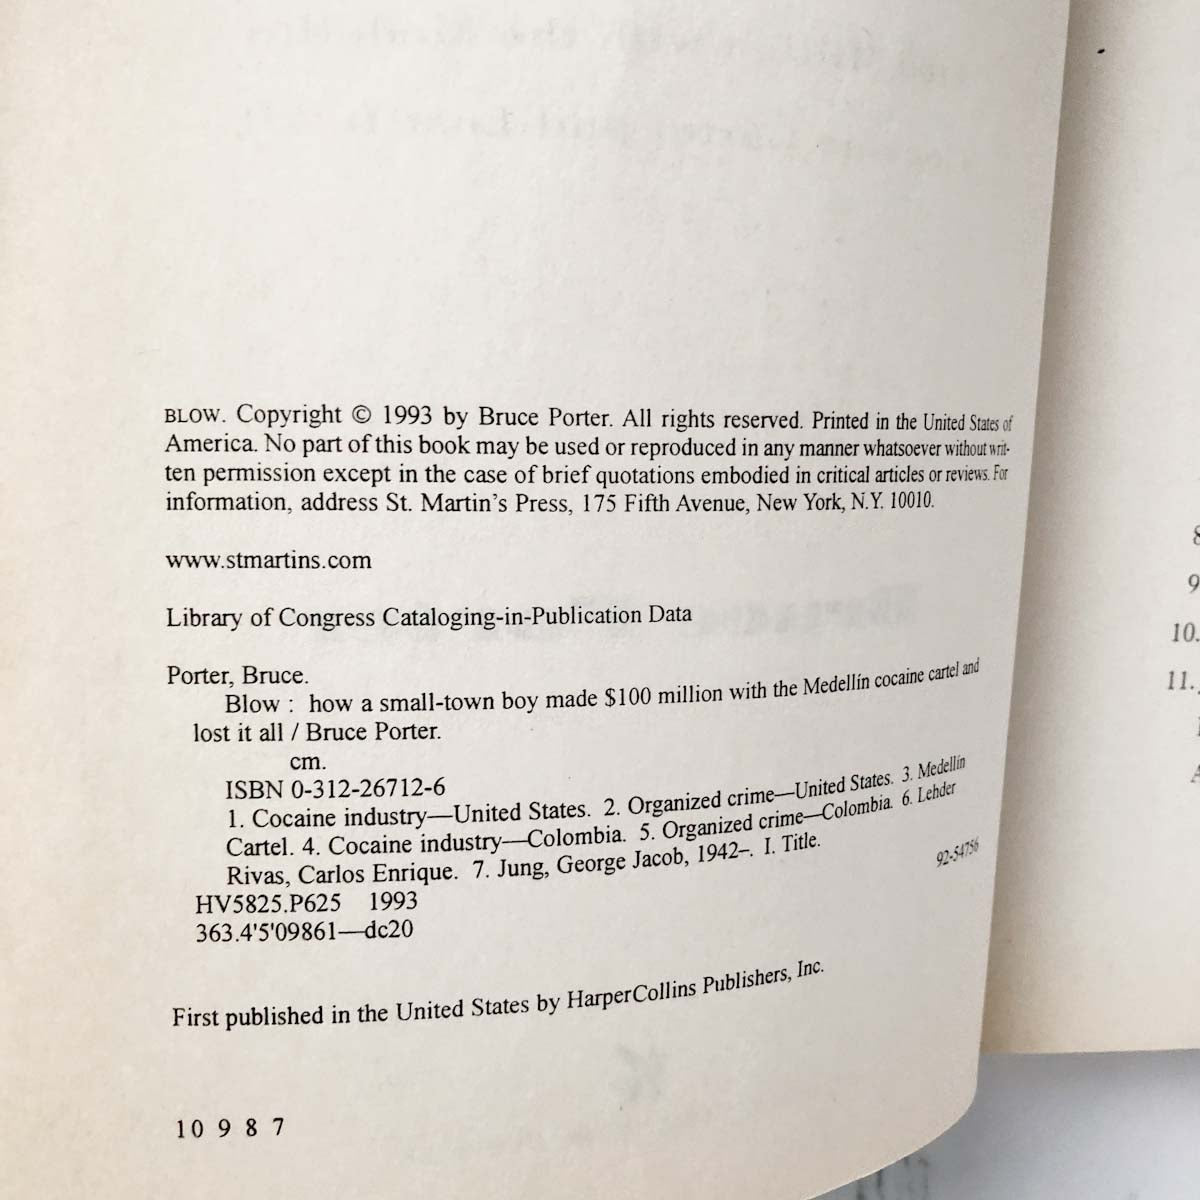 BLOW. Copyright © 1993 by Bruce Porter. All rights reserved. Printed in the United States of
America. No part of this book may be used or reproduced in any manner whatsoever without writ-
ten permission except in the case of brief quotations embodied in critical articles or reviews. For
information, address St. Martin's Press, 175 Fifth Avenue, New York, N.Y. 10010.
www.stmartins.com
Library of Congress Cataloging-in-Publication Data
Porter, Bruce.
Blow : how a small-town boy made $100 million with the Medellín cocaine cartel and
lost it all / Bruce Porter.
cm.
ISBN 0-312-26712-6
1. Cocaine industry—United States. 2. Organized crime—United States. 3. Medellín
Cartel. 4. Cocaine industry—Colombia. 5. Organized crime—Colombia. 6. Lehder
Rivas, Carlos Enrique. 7. Jung, George Jacob, 1942–. I. Title.
HV5825.P625 1993
363.4'5'09861—dc20
92-54756
First published in the United States by HarperCollins Publishers, Inc.
10 9 8 7
8
9
10.
11.